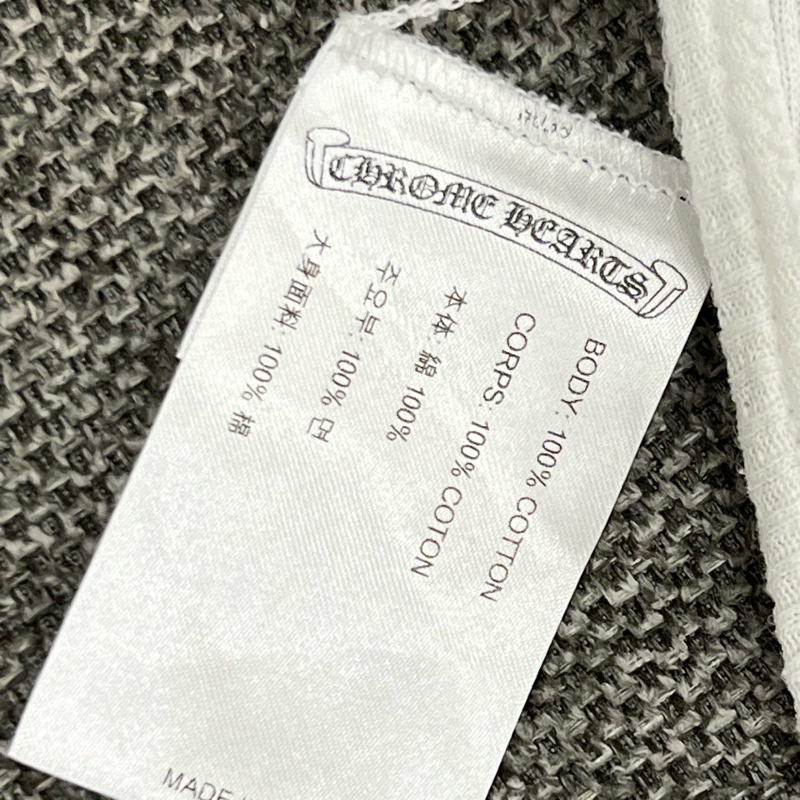 CHROME HEARTS
BODY: 100% COTTON
CORPS: 100% COTON
本体: 綿 100%
주요부: 100% 면
大身面料: 100% 棉
MADE